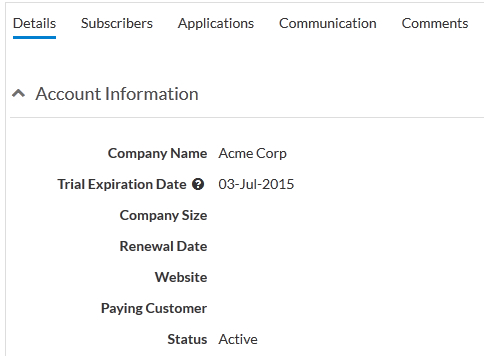 Details Subscribers Applications Communication Comments
Account Information
Company Name Acme Corp
Trial Expiration Date ? 03-Jul-2015
Company Size
Renewal Date
Website
Paying Customer
Status Active